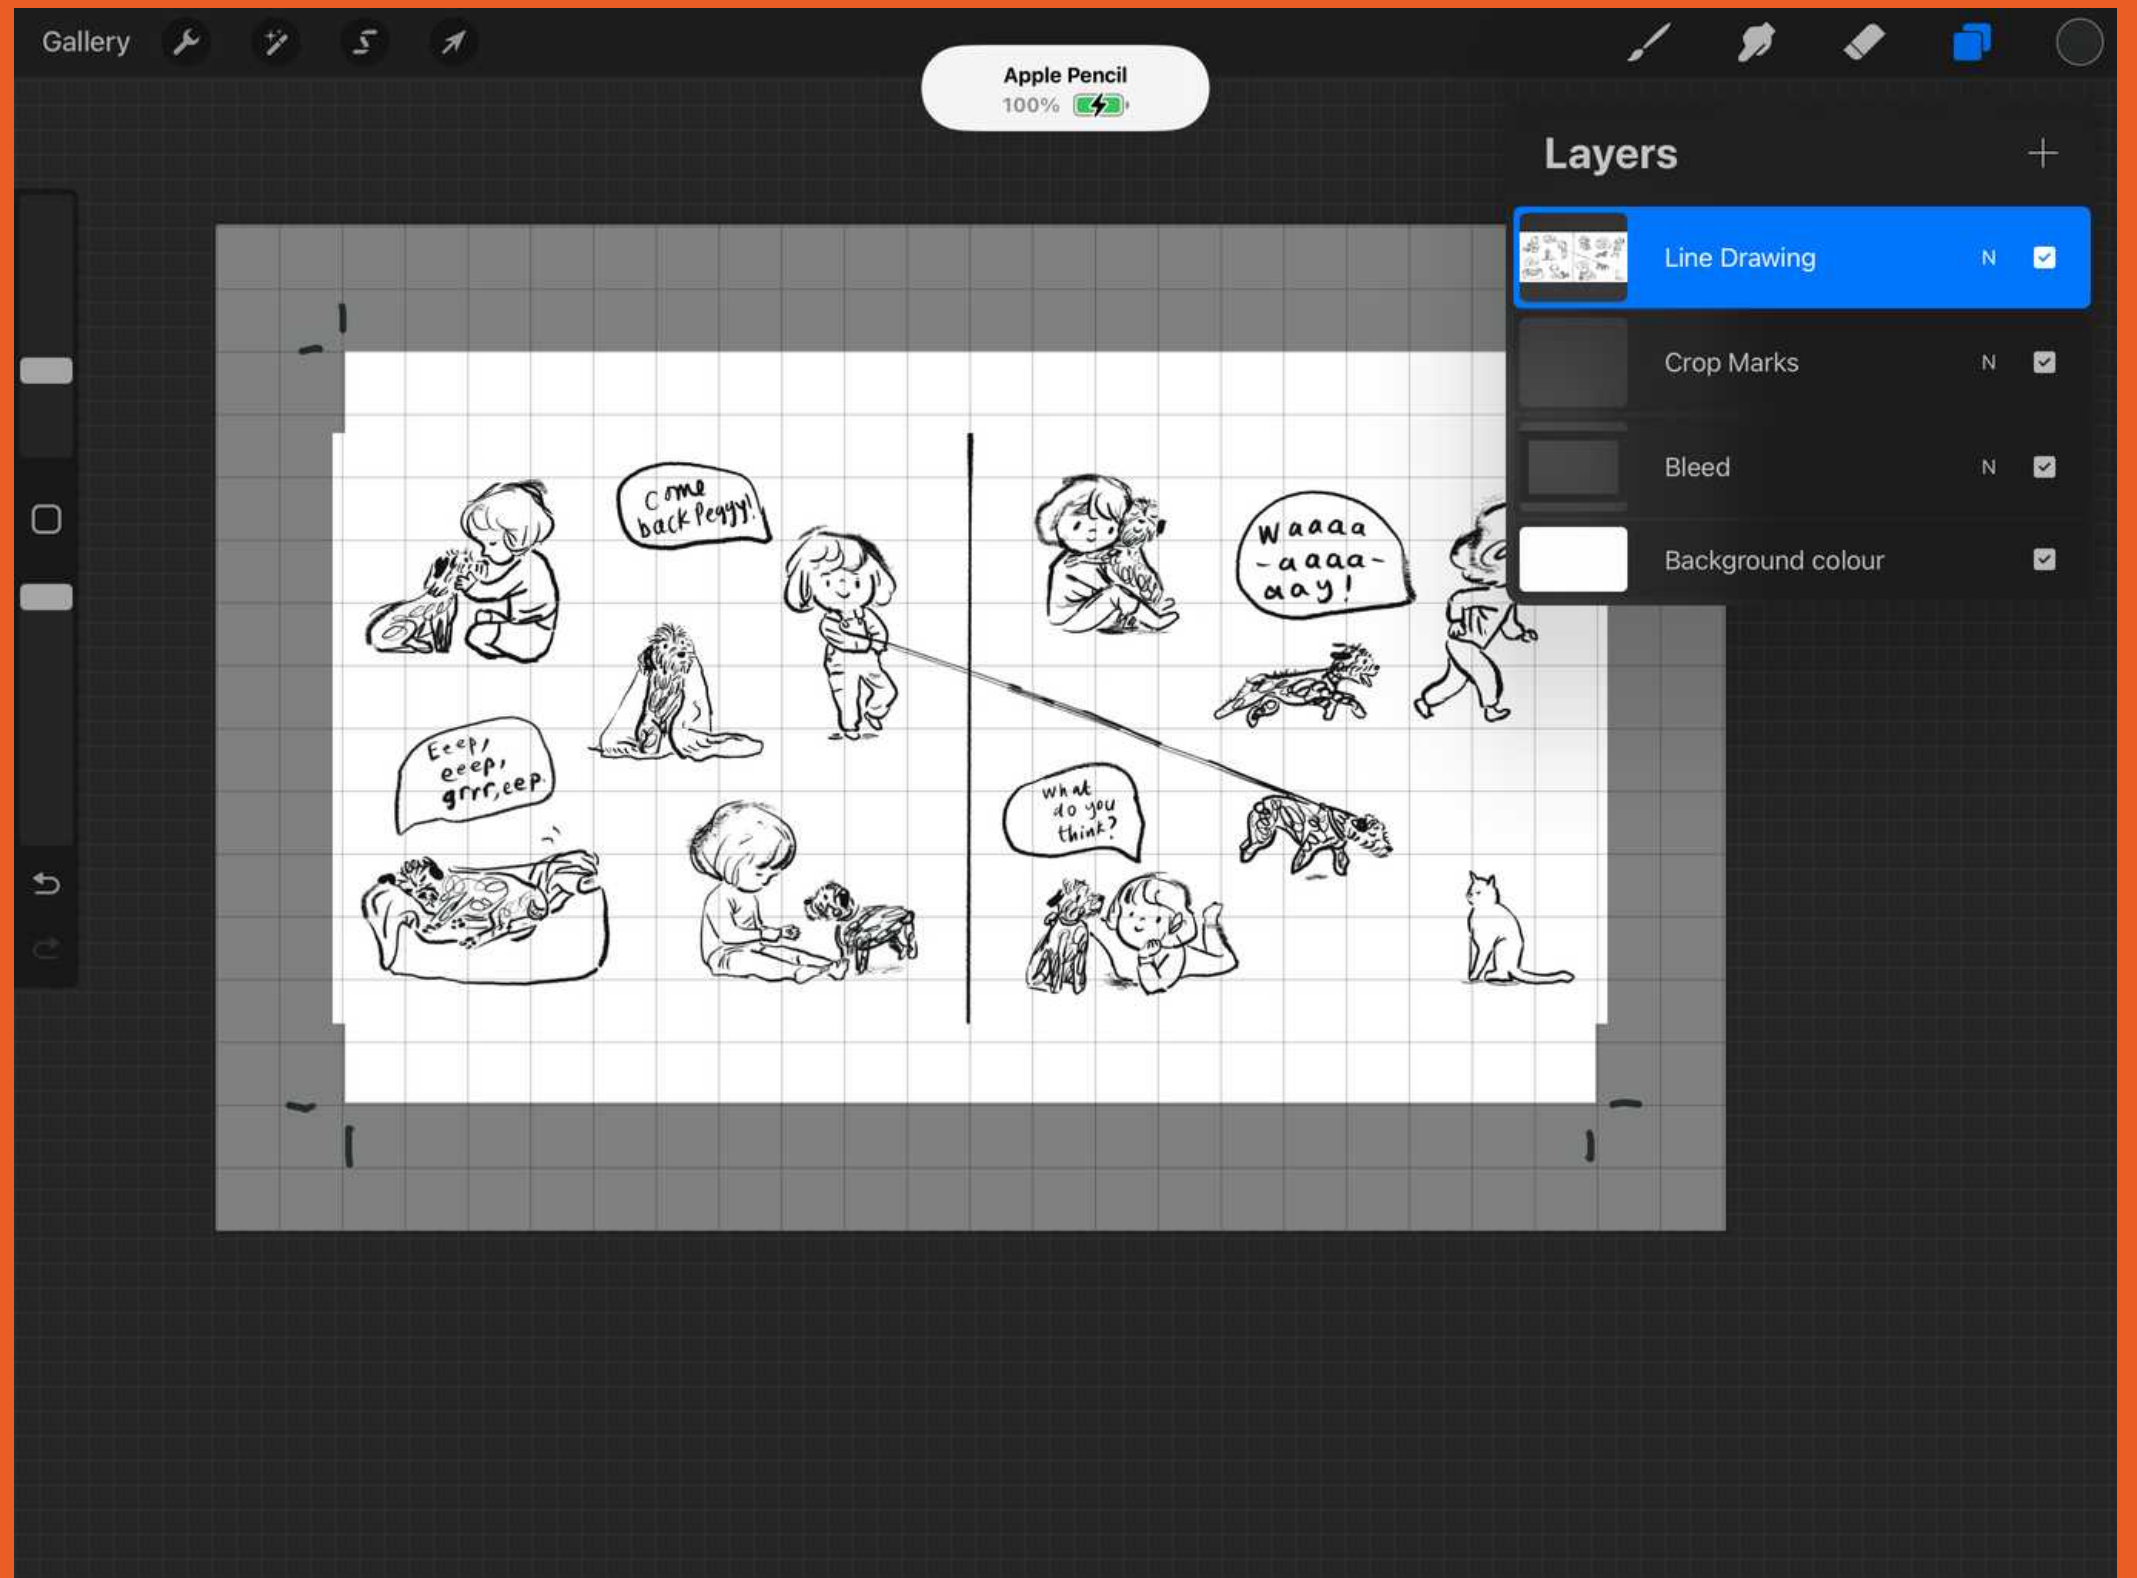 Gallery
Apple Pencil
100%
Layers
Line Drawing N
Crop Marks N
Bleed N
Background colour
Come
back Peggy!
Waaaa
-aaaa-
aay!
Eeep,
eeep,
grrr, eep.
What
do you
think?